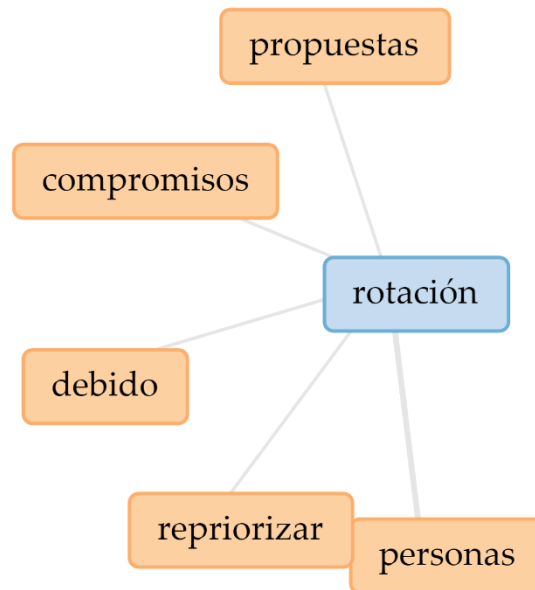 propuestas
compromisos
rotación
debido
repriorizar
personas